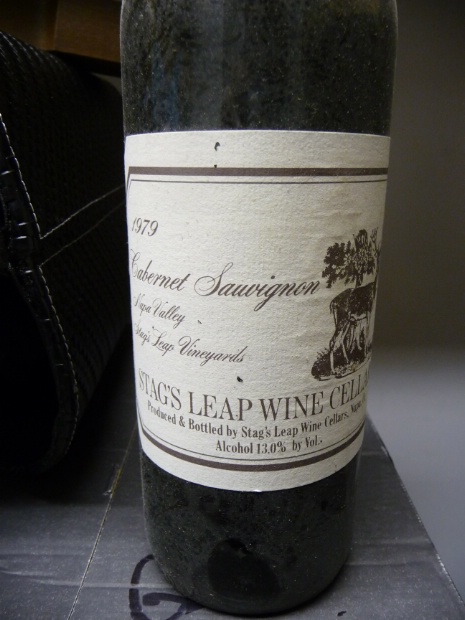 1979
Cabernet Sauvignon
Napa Valley
Stag's Leap Vineyards
STAG'S LEAP WINE CELLA
Produced & Bottled by Stag's Leap Wine Cellars, Napa
Alcohol 13.0% by Vol.
G